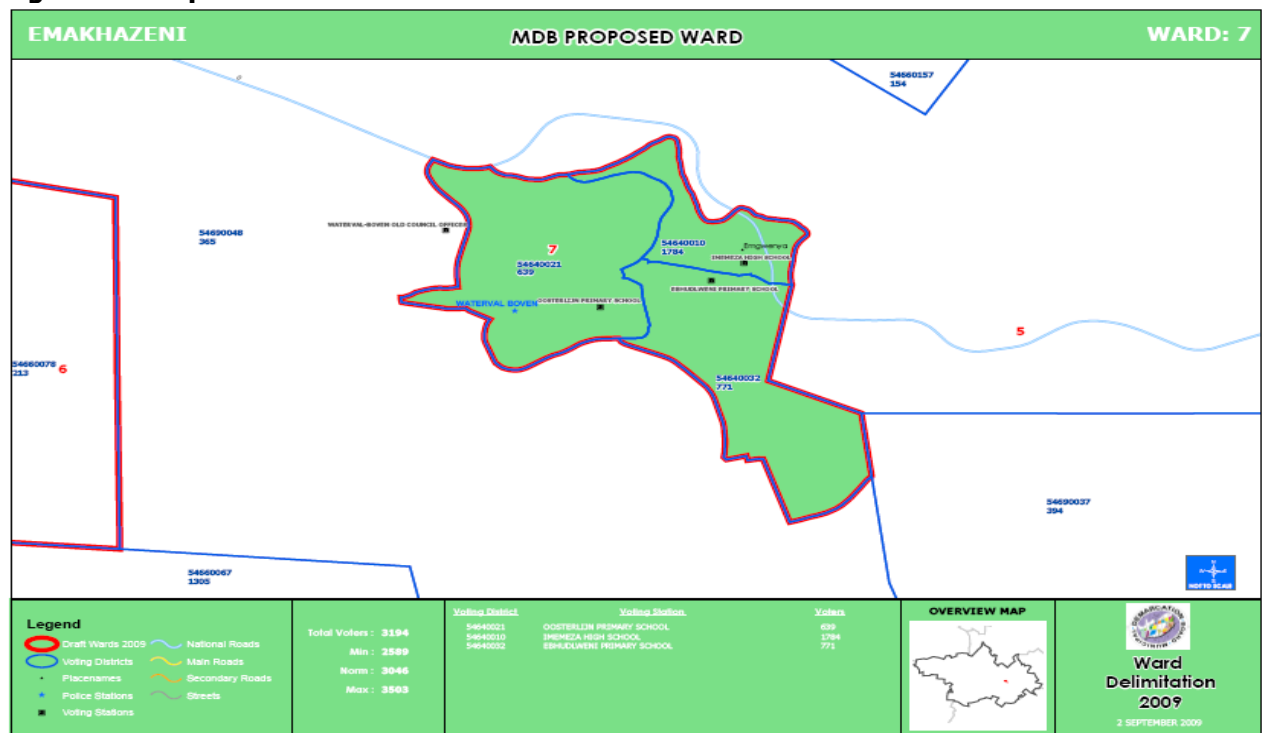 EMAKHAZENI
MDB PROPOSED WARD
WARD: 7
54660157
154
54690048
365
WATERVAL-BOVEN OLD COUNCIL OFFICES
7
54640021
639
54640010
1784
Emgwenya
IMEMEZA HIGH SCHOOL
EBHUDLWENI PRIMARY SCHOOL
WATERVAL BOVEN
OOSTERLIJN PRIMARY SCHOOL
5
54660078
213
6
54640032
771
54690037
394
54660067
1305
N
NOT TO SCALE
Legend
Draft Wards 2009
Voting Districts
Placenames
Police Stations
Voting Stations
National Roads
Main Roads
Secondary Roads
Streets
Total Voters : 3194
Min : 2589
Norm : 3046
Max : 3503
Voting District Voting Station Voters
54640021 OOSTERLIJN PRIMARY SCHOOL 639
54640010 IMEMEZA HIGH SCHOOL 1784
54640032 EBHUDLWENI PRIMARY SCHOOL 771
OVERVIEW MAP
Ward
Delimitation
2009
2 SEPTEMBER 2009